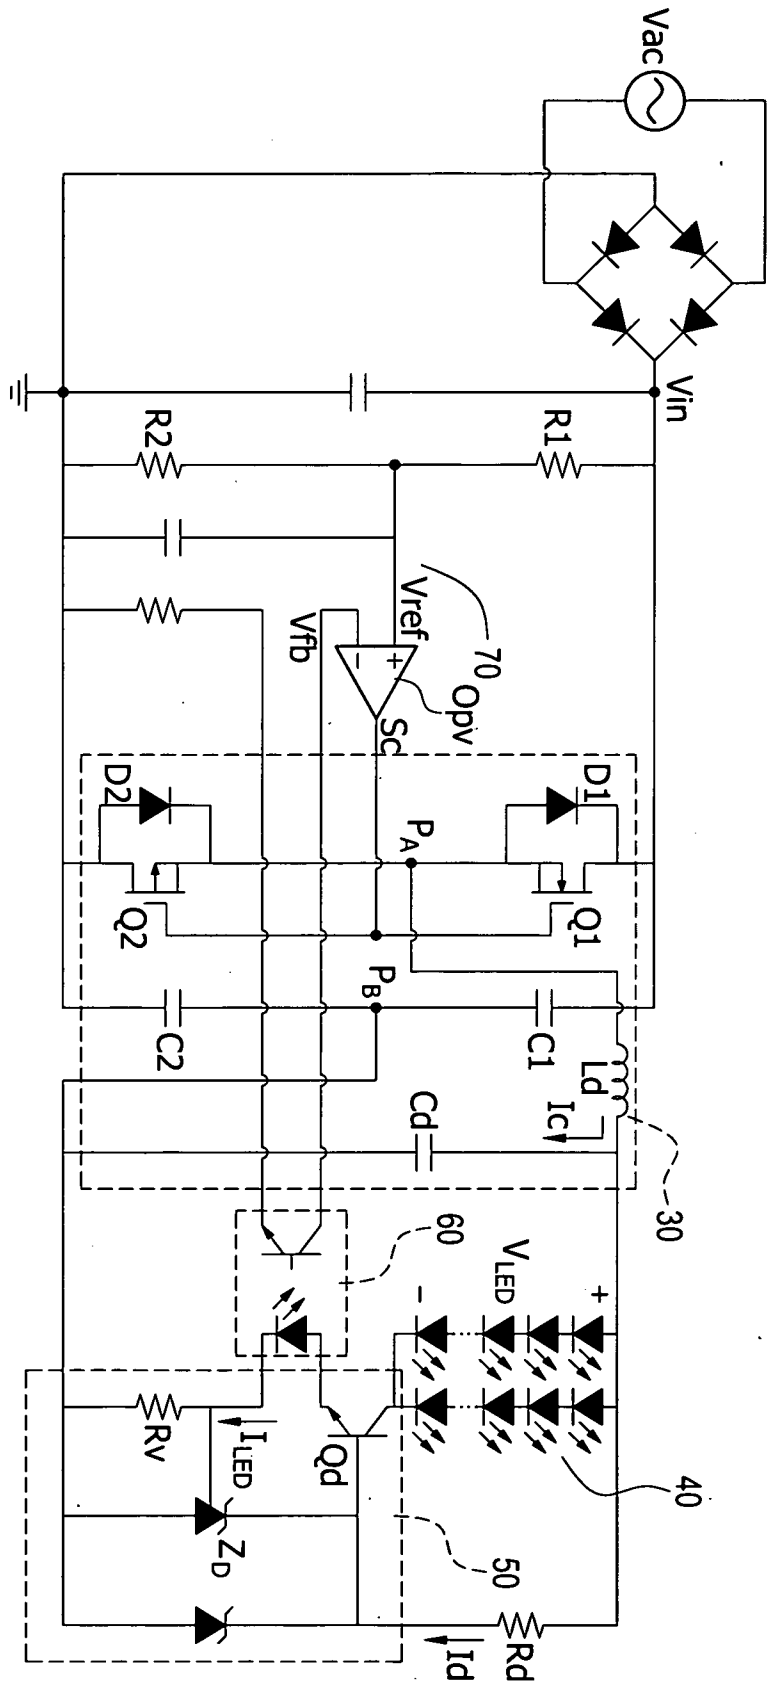 Vac
Vin
R1
R2
Vref
Vfb
+
-
70
Opv
Sc
D1
D2
PA
Q1
Q2
PB
C1
C2
Ld
Ic
Cd
30
60
VLED
+
-
40
Qd
ILED
Rv
ZD
50
Rd
Id